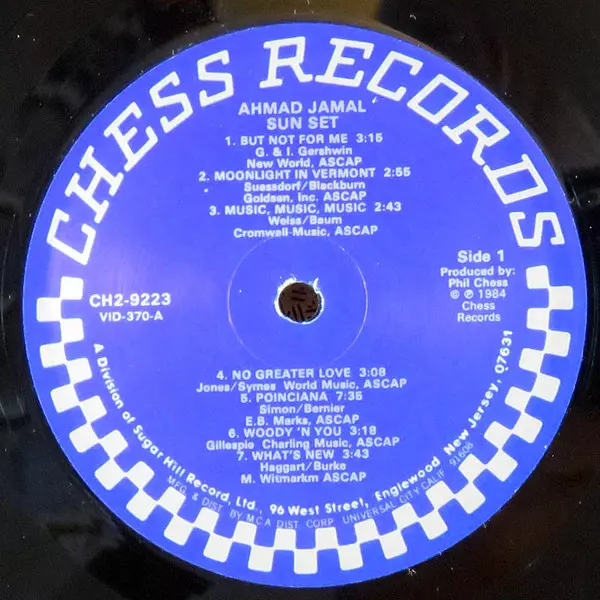 CHESS RECORDS
AHMAD JAMAL
SUN SET
1. BUT NOT FOR ME 3:15
G. & I. Gershwin
New World, ASCAP
2. MOONLIGHT IN VERMONT 2:55
Suessdorf/Blackburn
Goldsen, Inc. ASCAP
3. MUSIC, MUSIC, MUSIC 2:43
Weiss/Baum
Cromwall-Music, ASCAP
Side 1
Produced by:
Phil Chess
© ℗ 1984
Chess
Records
CH2-9223
VID-370-A
4. NO GREATER LOVE 3:08
Jones/Symes World Music, ASCAP
5. POINCIANA 7:35
Simon/Bernier
E.B. Marks, ASCAP
6. WOODY 'N YOU 3:18
Gillespie Charling Music, ASCAP
7. WHAT'S NEW 3:43
Haggart/Burke
M. Witmarkm ASCAP
A Division of Sugar Hill Record, Ltd., 96 West Street, Englewood New Jersey, 07631
MFG & DIST BY MCA DIST CORP UNIVERSAL CITY CALIF 91608